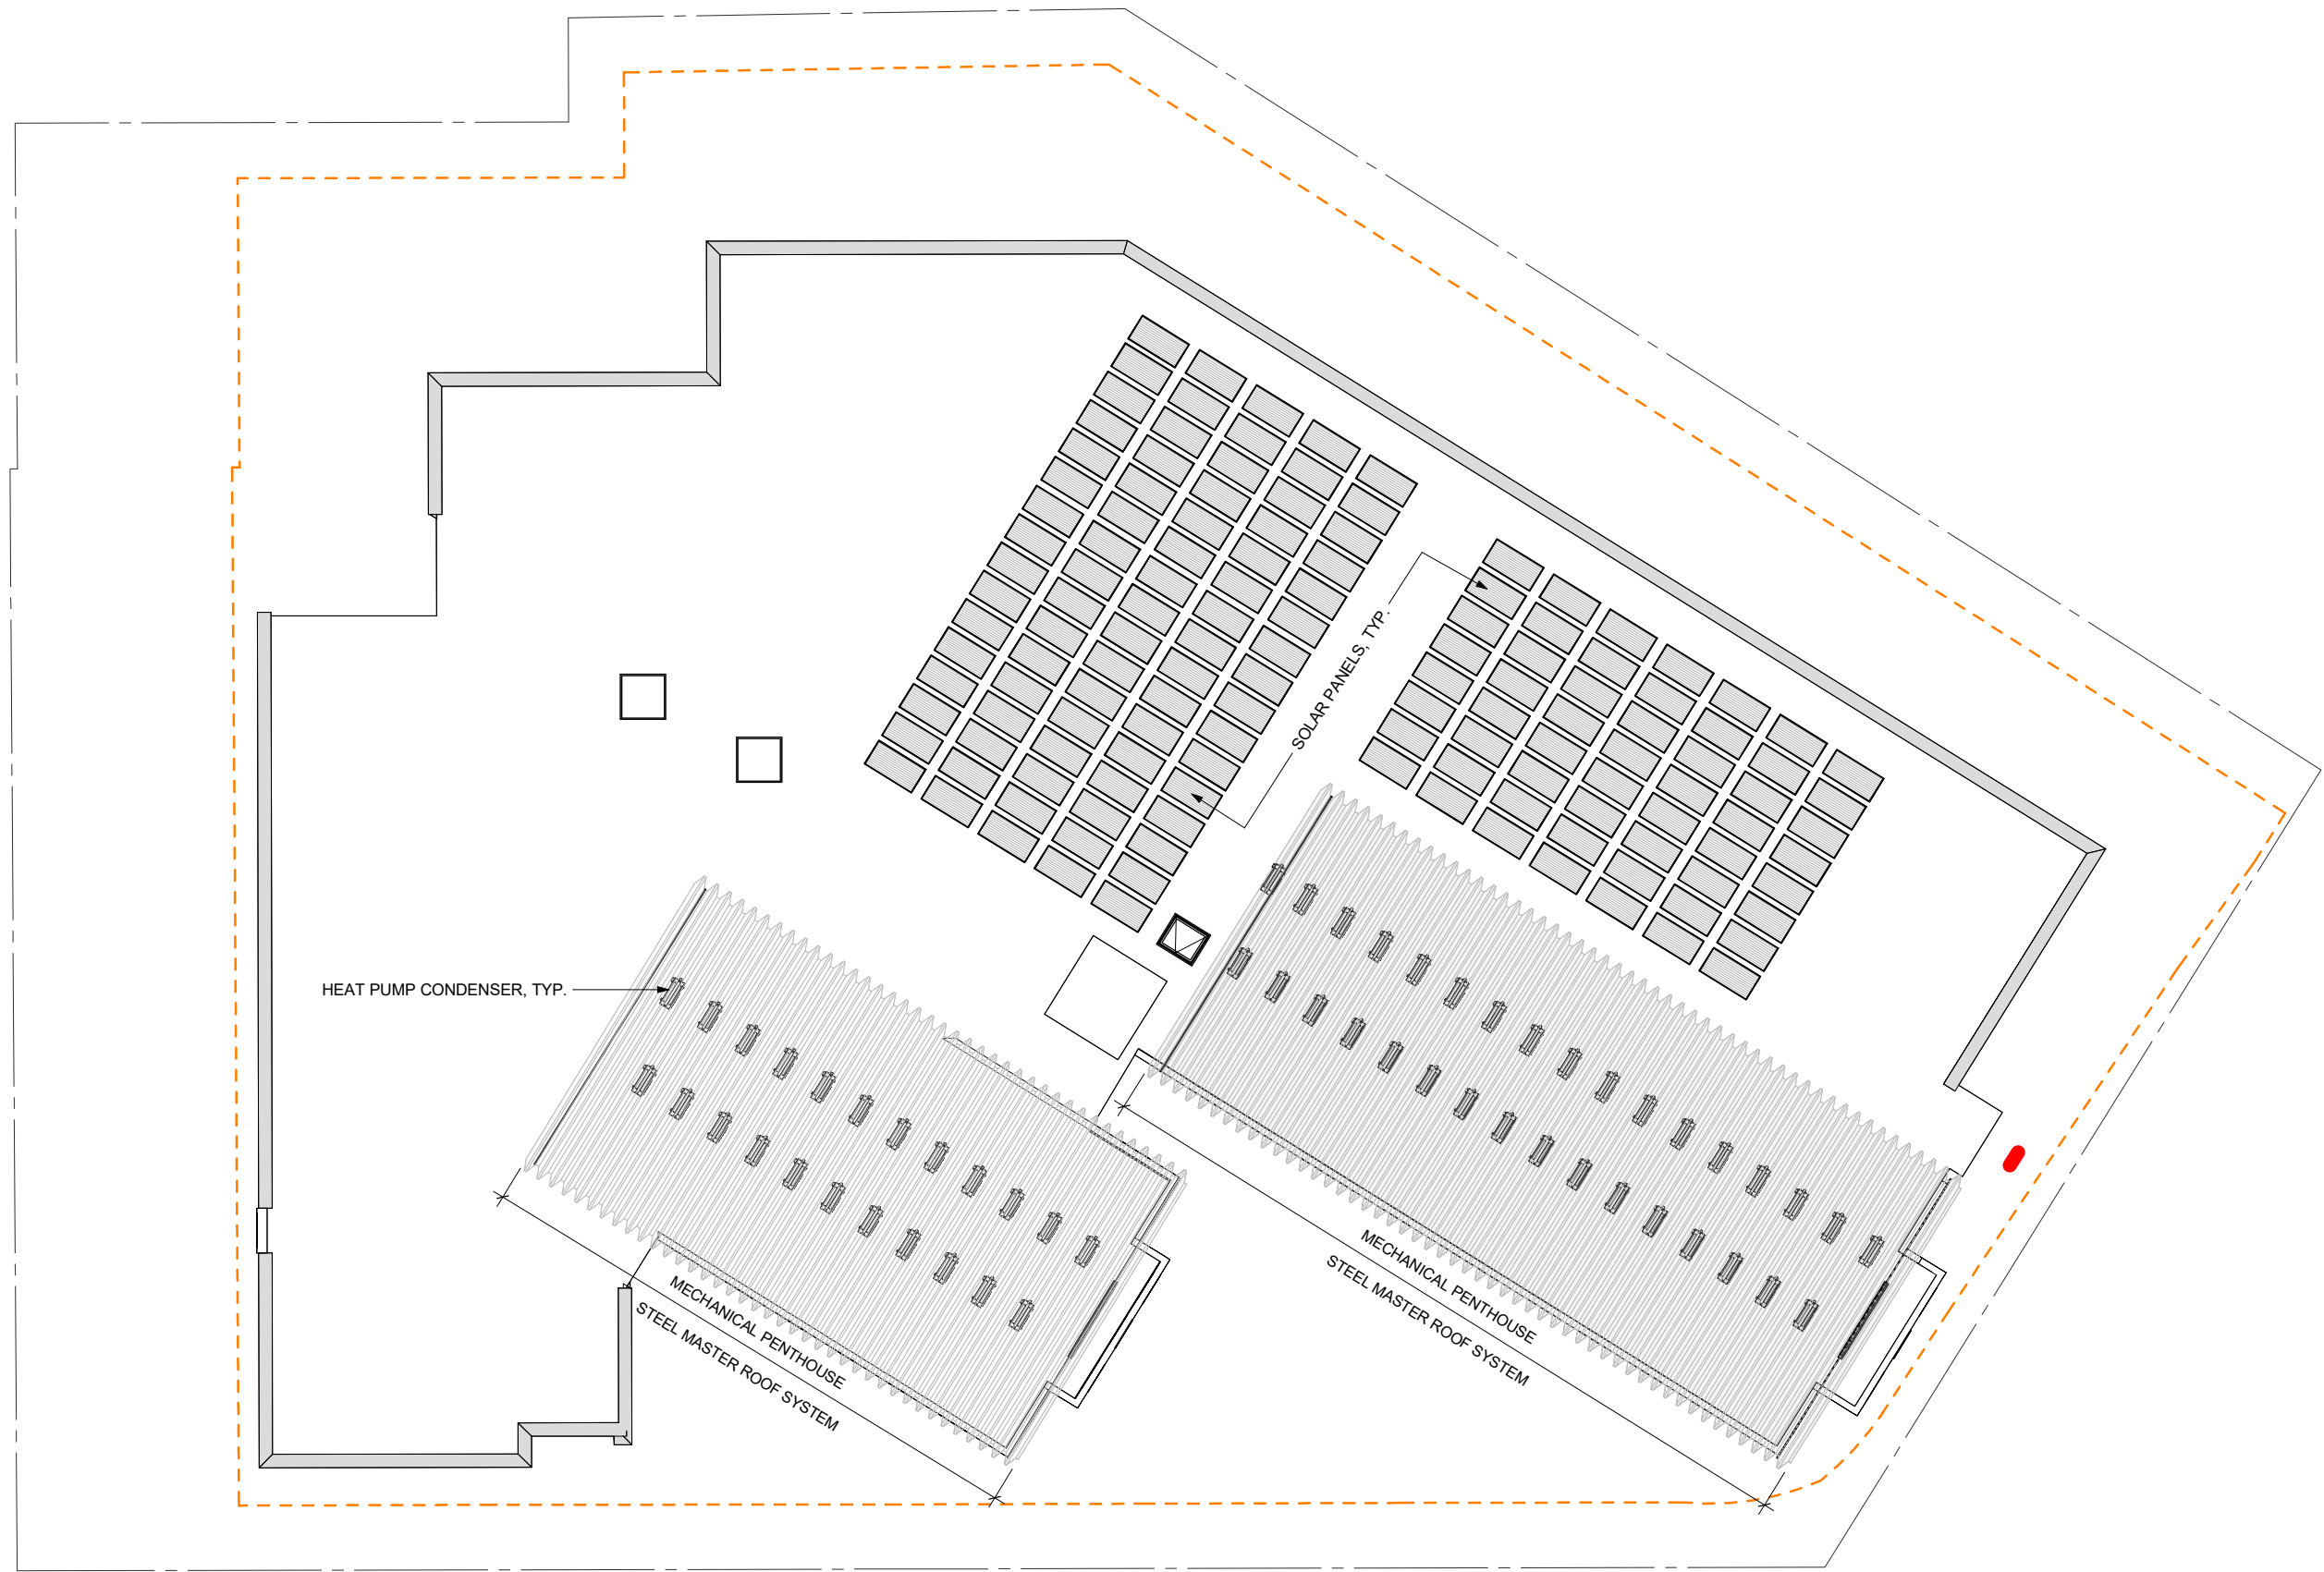 SOLAR PANELS, TYP.
HEAT PUMP CONDENSER, TYP.
MECHANICAL PENTHOUSE
STEEL MASTER ROOF SYSTEM
MECHANICAL PENTHOUSE
STEEL MASTER ROOF SYSTEM